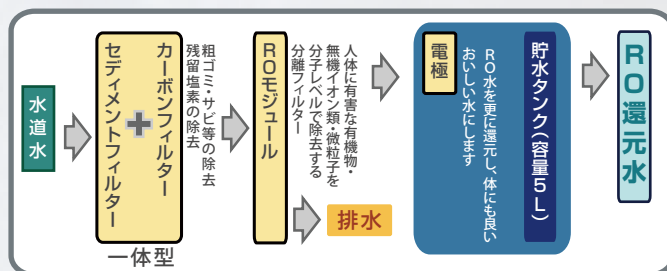 水道水
セディメントフィルター
+
カーボンフィルター
一体型
粗ゴミ・サビ等の除去
残留塩素の除去
ROモジュール
人体に有害な有機物・
無機イオン類・微粒子を
分子レベルで除去する
分離フィルター
排水
電極
RO水を更に還元し、体にも良い
おいしい水にします
貯水タンク(容量5L)
RO還元水